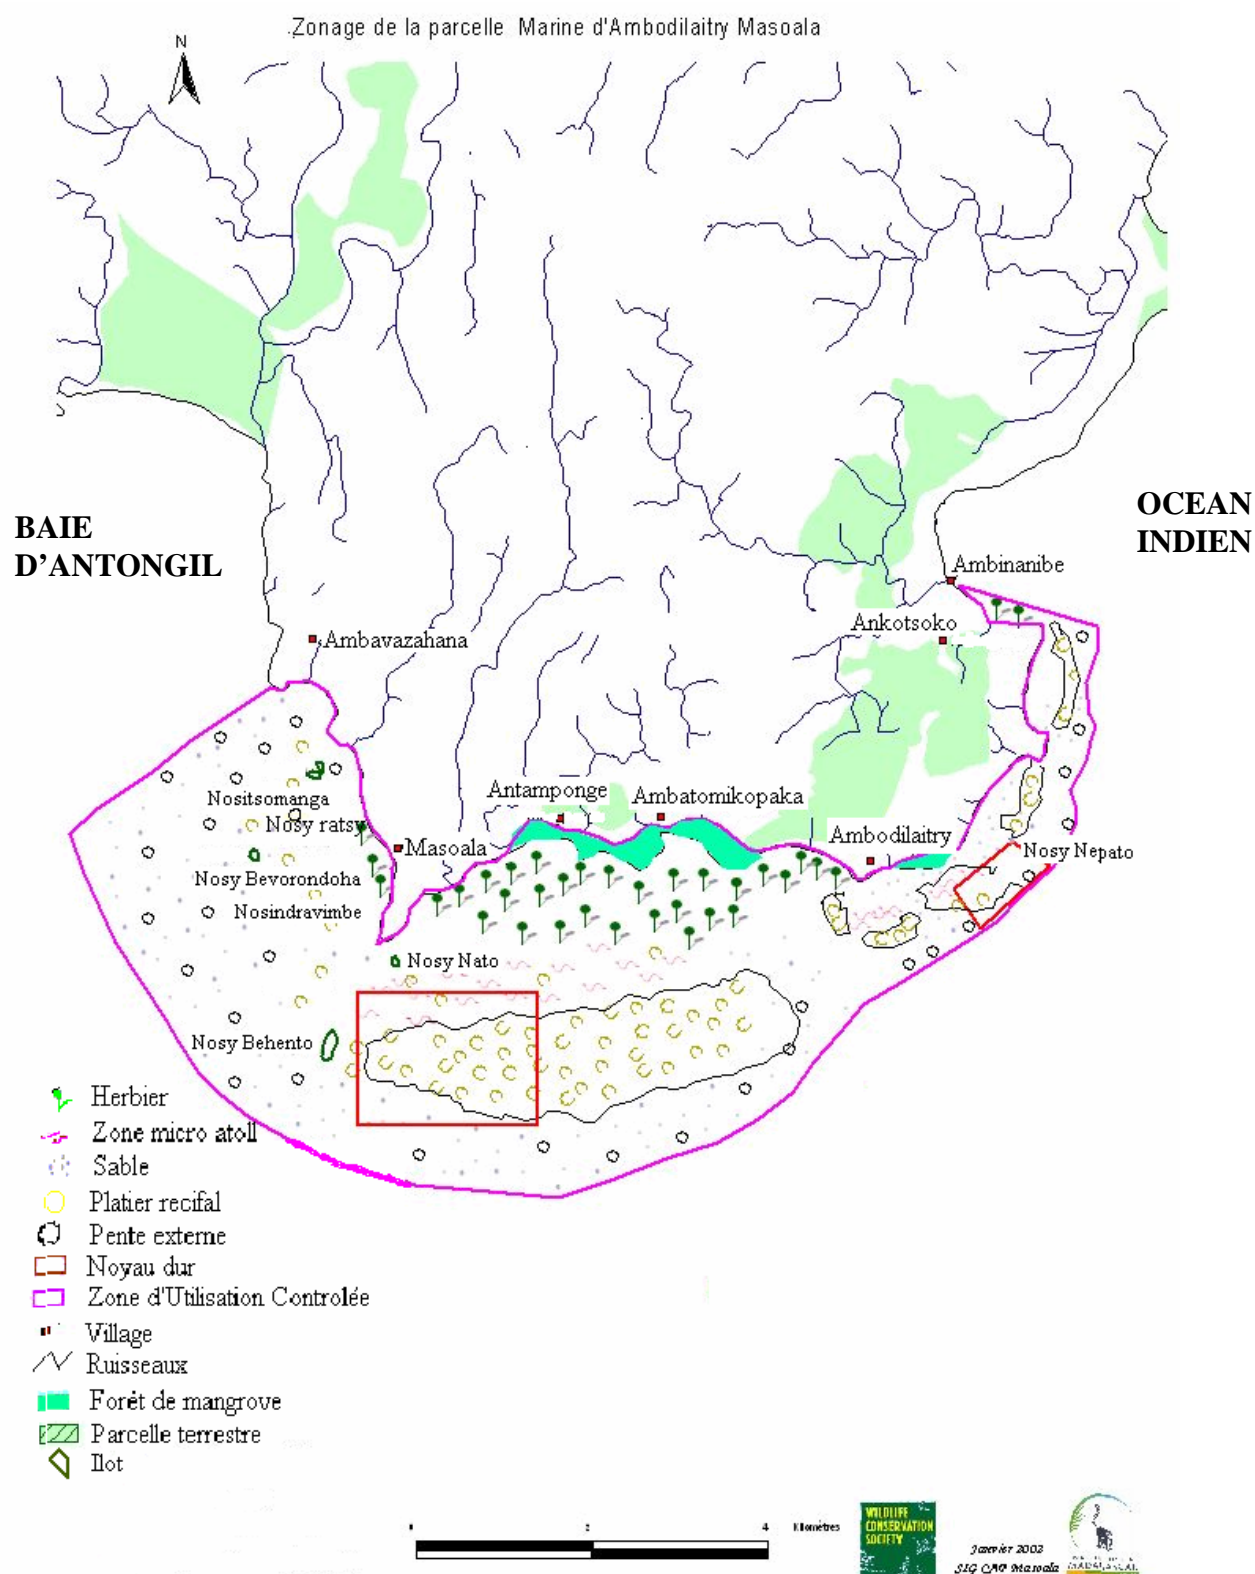 Zonage de la parcelle Marine d'Ambodilaitry Masoala
N
BAIE
D'ANTONGIL
OCEAN
INDIEN
Ambinanibe
Ankotsoko
Ambavazahana
Antamponge
Ambatomikopaka
Nositsomanga
Nosy ratsy
Ambodilaitry
Masoala
Nosy Nepato
Nosy Bevorondoha
Nosindravimbe
Nosy Nato
Nosy Behento
Herbier
Zone micro atoll
Sable
Platier recifal
Pente externe
Noyau dur
Zone d'Utilisation Controlée
Village
Ruisseaux
Forêt de mangrove
Parcelle terrestre
Ilot
4 Kilomètres
WILDLIFE
CONSERVATION
SOCIETY
Janvier 2002
SIG CAP Masoala
MADAGASCAR